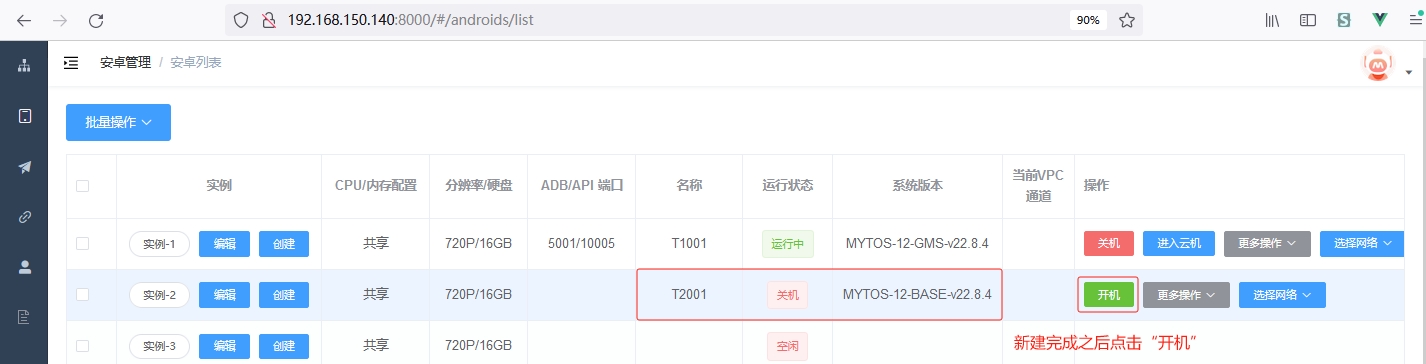 192.168.150.140:8000/#/androids/list 90%
安卓管理 / 安卓列表
批量操作
实例 CPU/内存配置 分辨率/硬盘 ADB/API 端口 名称 运行状态 系统版本 当前VPC 操作
通道
实例-1 编辑 创建 共享 720P/16GB 5001/10005 T1001 运行中 MYTOS-12-GMS-v22.8.4 关机 进入云机 更多操作 选择网络
实例-2 编辑 创建 共享 720P/16GB T2001 关机 MYTOS-12-BASE-v22.8.4 开机 更多操作 选择网络
实例-3 编辑 创建 共享 720P/16GB 空闲
新建完成之后点击“开机”